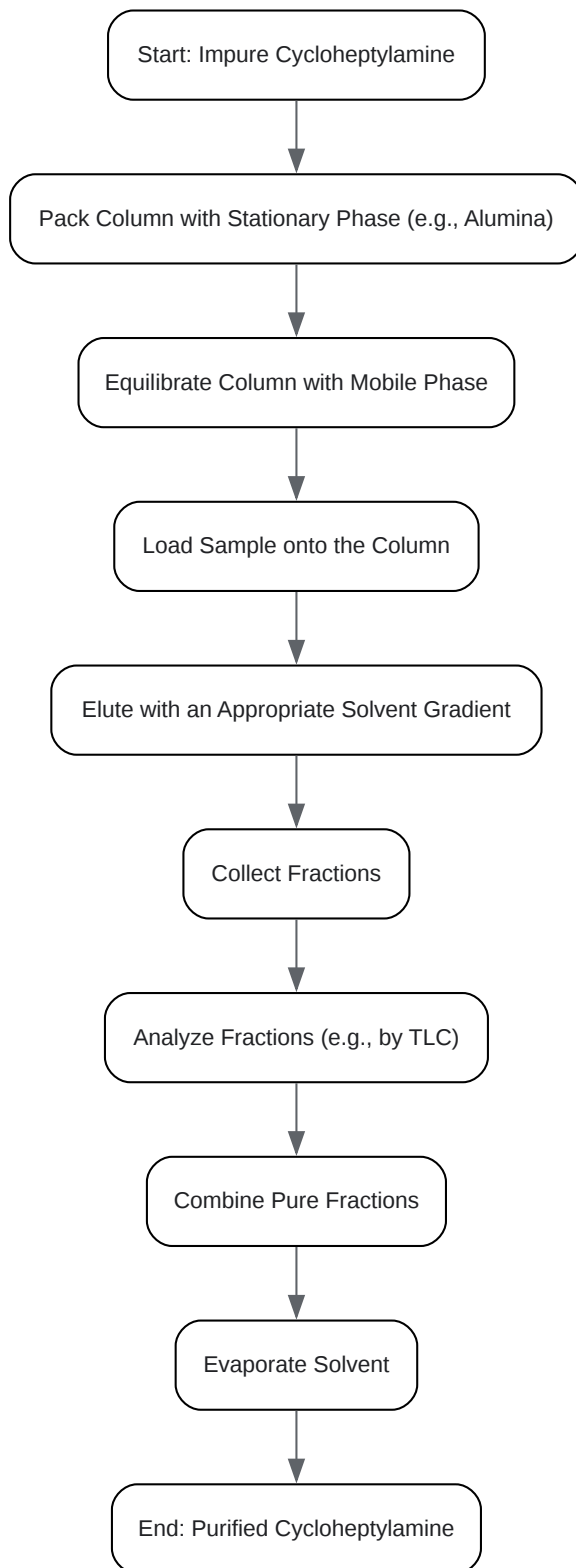 Start: Impure Cycloheptylamine
Pack Column with Stationary Phase (e.g., Alumina)
Equilibrate Column with Mobile Phase
Load Sample onto the Column
Elute with an Appropriate Solvent Gradient
Collect Fractions
Analyze Fractions (e.g., by TLC)
Combine Pure Fractions
Evaporate Solvent
End: Purified Cycloheptylamine